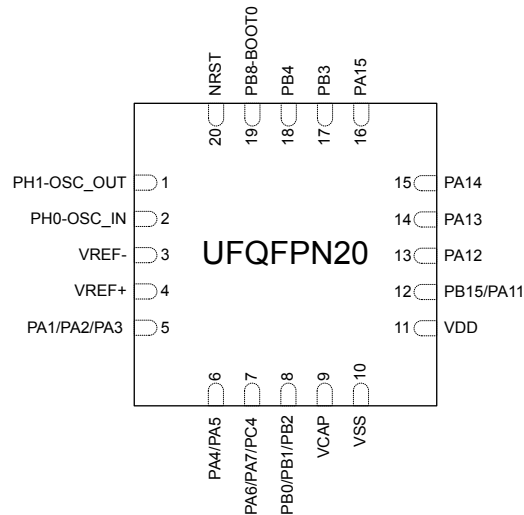 NRST
PB8-BOOT0
PB4
PB3
PA15
20
19
18
17
16
PH1-OSC_OUT 1
15 PA14
PH0-OSC_IN 2
14 PA13
VREF- 3
UFQFPN20
13 PA12
VREF+ 4
12 PB15/PA11
PA1/PA2/PA3 5
11 VDD
6
7
8
9
10
PA4/PA5
PA6/PA7/PC4
PB0/PB1/PB2
VCAP
VSS